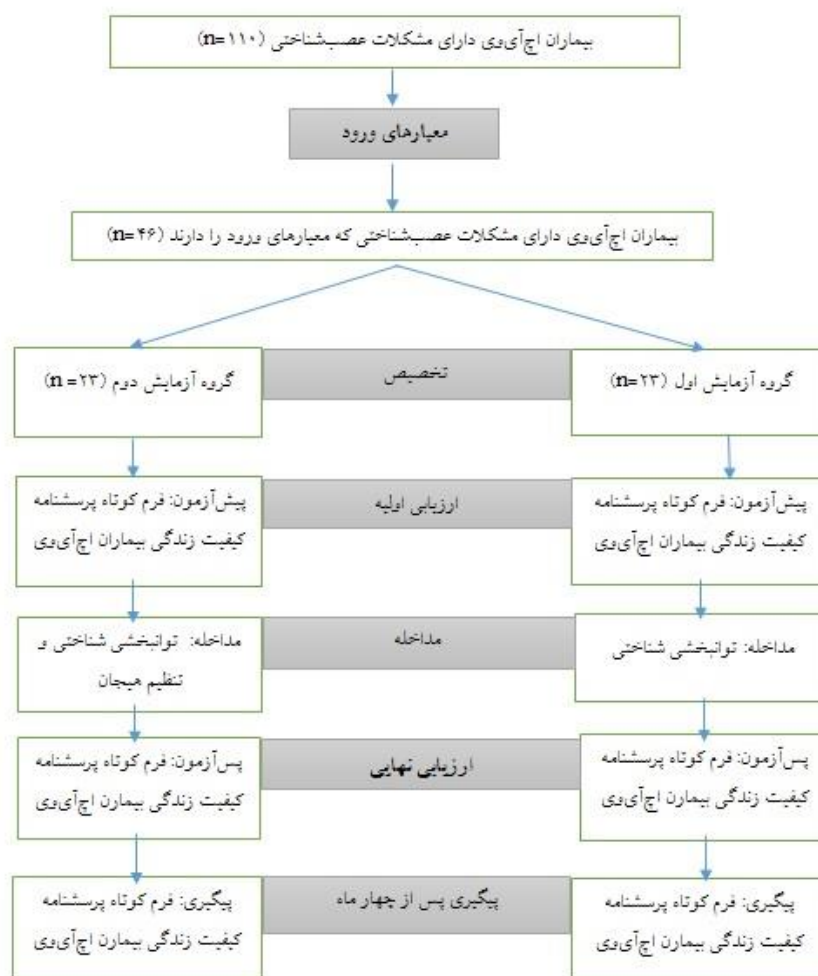 بیماران اچ‌آی‌وی دارای مشکلات عصب‌شناختی (n=۱۱۰)
معیارهای ورود
بیماران اچ‌آی‌وی دارای مشکلات عصب‌شناختی که معیارهای ورود را دارند (n=۴۶)
گروه آزمایش اول (n=۲۳)
تخصیص
گروه آزمایش دوم (n =۲۳)
پیش‌آزمون: فرم کوتاه پرسشنامه
کیفیت زندگی بیماران اچ‌آی‌وی
ارزیابی اولیه
پیش‌آزمون: فرم کوتاه پرسشنامه
کیفیت زندگی بیماران اچ‌آی‌وی
مداخله: توانبخشی شناختی
مداخله
مداخله: توانبخشی شناختی و
تنظیم هیجان
پس‌آزمون: فرم کوتاه پرسشنامه
کیفیت زندگی بیمارن اچ‌آی‌وی
ارزیابی نهایی
پس‌آزمون: فرم کوتاه پرسشنامه
کیفیت زندگی بیمارن اچ‌آی‌وی
پیگیری: فرم کوتاه پرسشنامه
کیفیت زندگی بیمارن اچ‌آی‌وی
پیگیری پس از چهار ماه
پیگیری: فرم کوتاه پرسشنامه
کیفیت زندگی بیمارن اچ‌آی‌وی